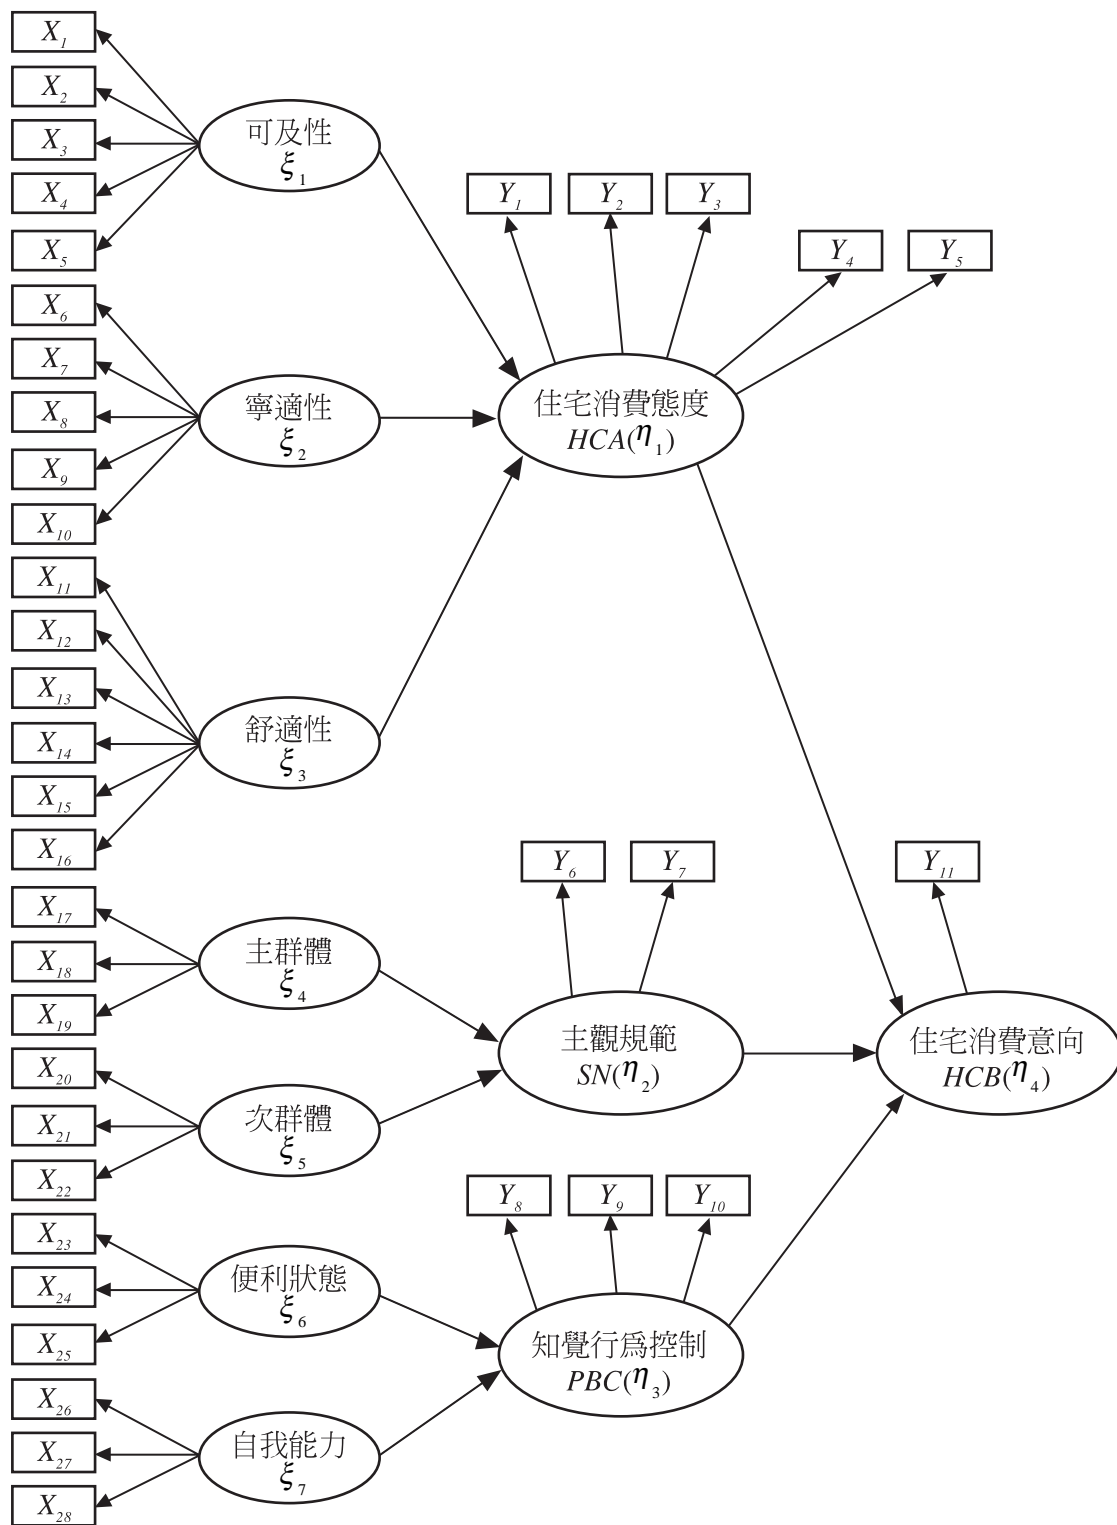 X1
X2
X3
X4
X5
X6
X7
X8
X9
X10
X11
X12
X13
X14
X15
X16
X17
X18
X19
X20
X21
X22
X23
X24
X25
X26
X27
X28
可及性
ξ1
寧適性
ξ2
舒適性
ξ3
主群體
ξ4
次群體
ξ5
便利狀態
ξ6
自我能力
ξ7
Y1 Y2 Y3
Y4 Y5
住宅消費態度
HCA(η1)
Y6 Y7
主觀規範
SN(η2)
Y8 Y9 Y10
知覺行爲控制
PBC(η3)
Y11
住宅消費意向
HCB(η4)